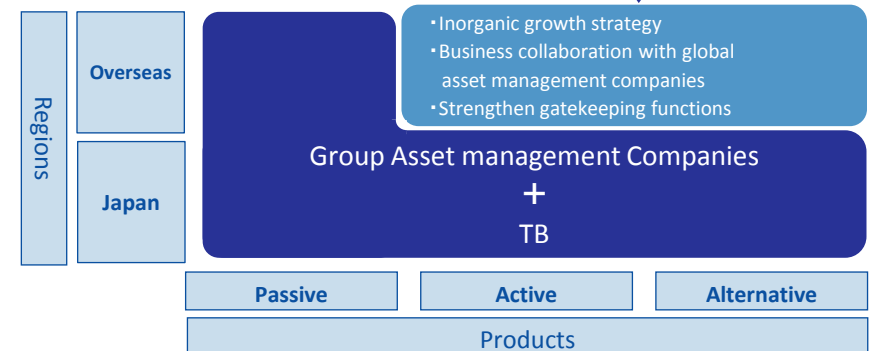 Regions
Overseas
・Inorganic growth strategy
・Business collaboration with global
asset management companies
・Strengthen gatekeeping functions
Japan
Group Asset management Companies
+
TB
Passive
Active
Alternative
Products